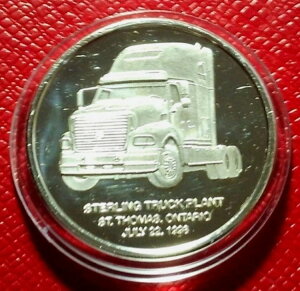 STERLING TRUCK PLANT
ST. THOMAS, ONTARIO
JULY 22, 1998